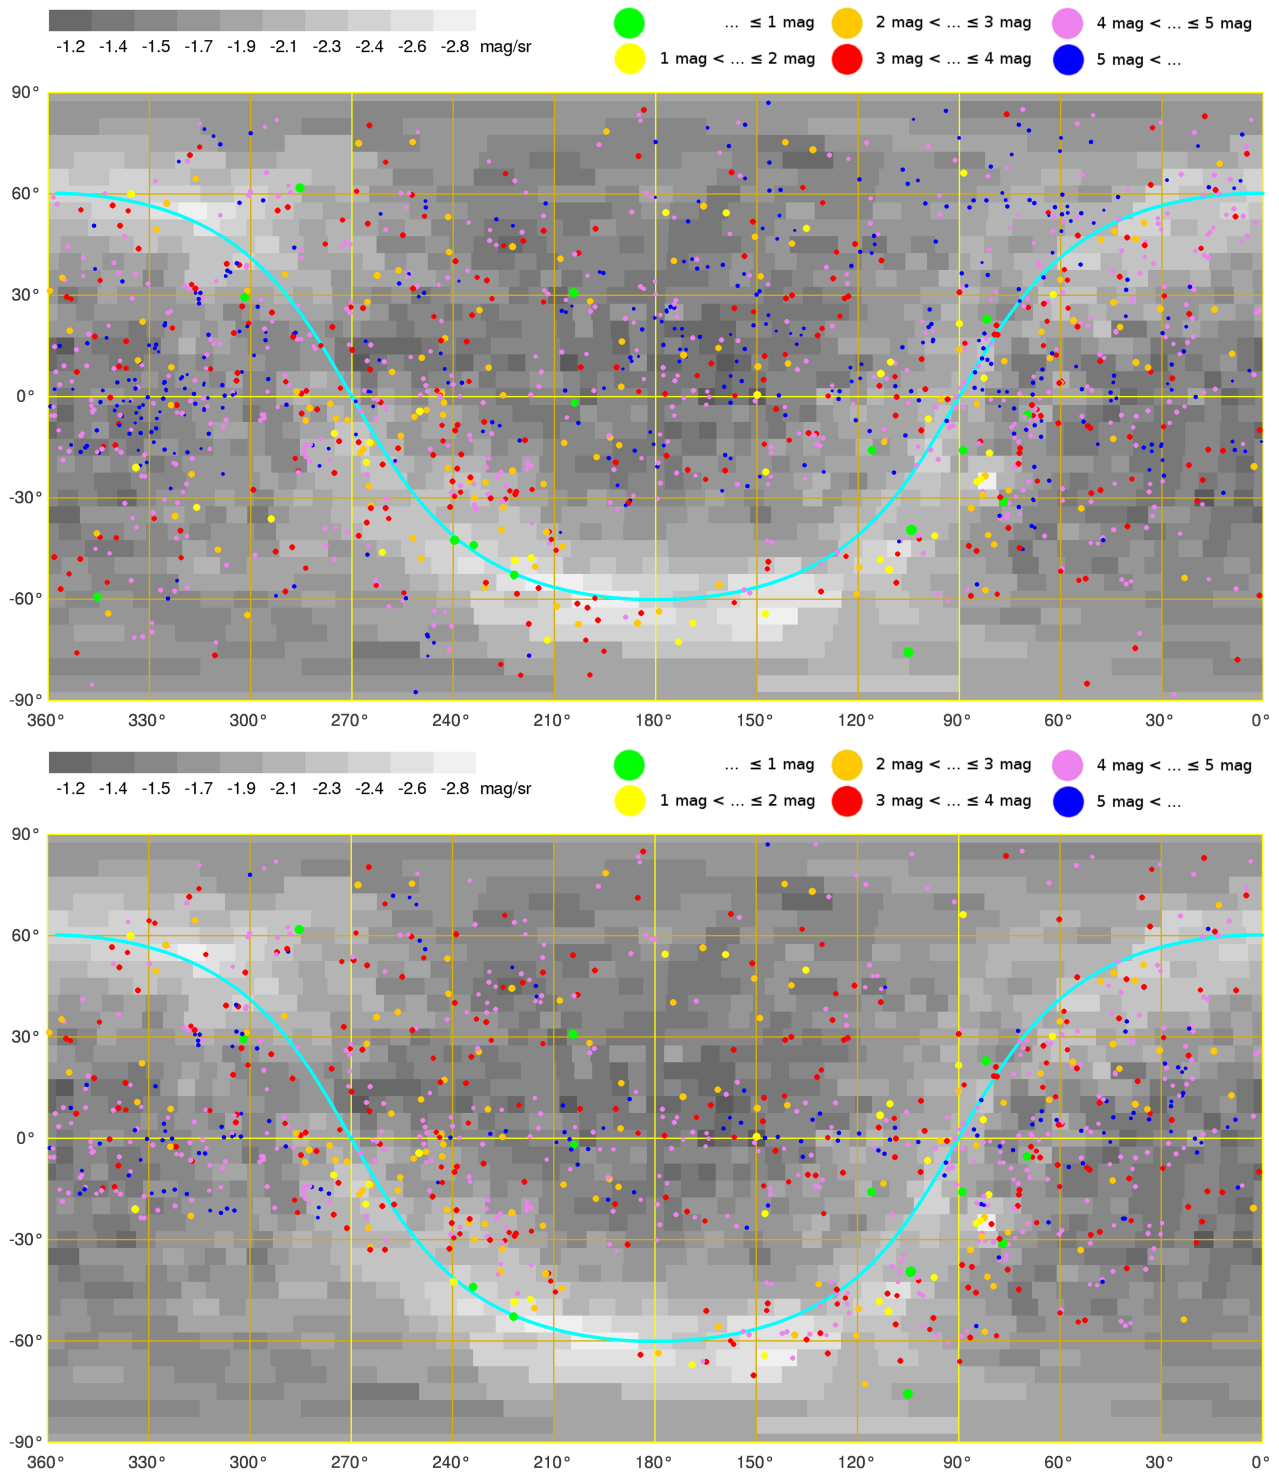 … ≤ 1 mag 2 mag < … ≤ 3 mag 4 mag < … ≤ 5 mag
-1.2 -1.4 -1.5 -1.7 -1.9 -2.1 -2.3 -2.4 -2.6 -2.8 mag/sr
1 mag < … ≤ 2 mag 3 mag < … ≤ 4 mag 5 mag < …
90°
60°
30°
0°
-30°
-60°
-90°
360° 330° 300° 270° 240° 210° 180° 150° 120° 90° 60° 30° 0°
… ≤ 1 mag 2 mag < … ≤ 3 mag 4 mag < … ≤ 5 mag
-1.2 -1.4 -1.5 -1.7 -1.9 -2.1 -2.3 -2.4 -2.6 -2.8 mag/sr
1 mag < … ≤ 2 mag 3 mag < … ≤ 4 mag 5 mag < …
90°
60°
30°
0°
-30°
-60°
-90°
360° 330° 300° 270° 240° 210° 180° 150° 120° 90° 60° 30° 0°